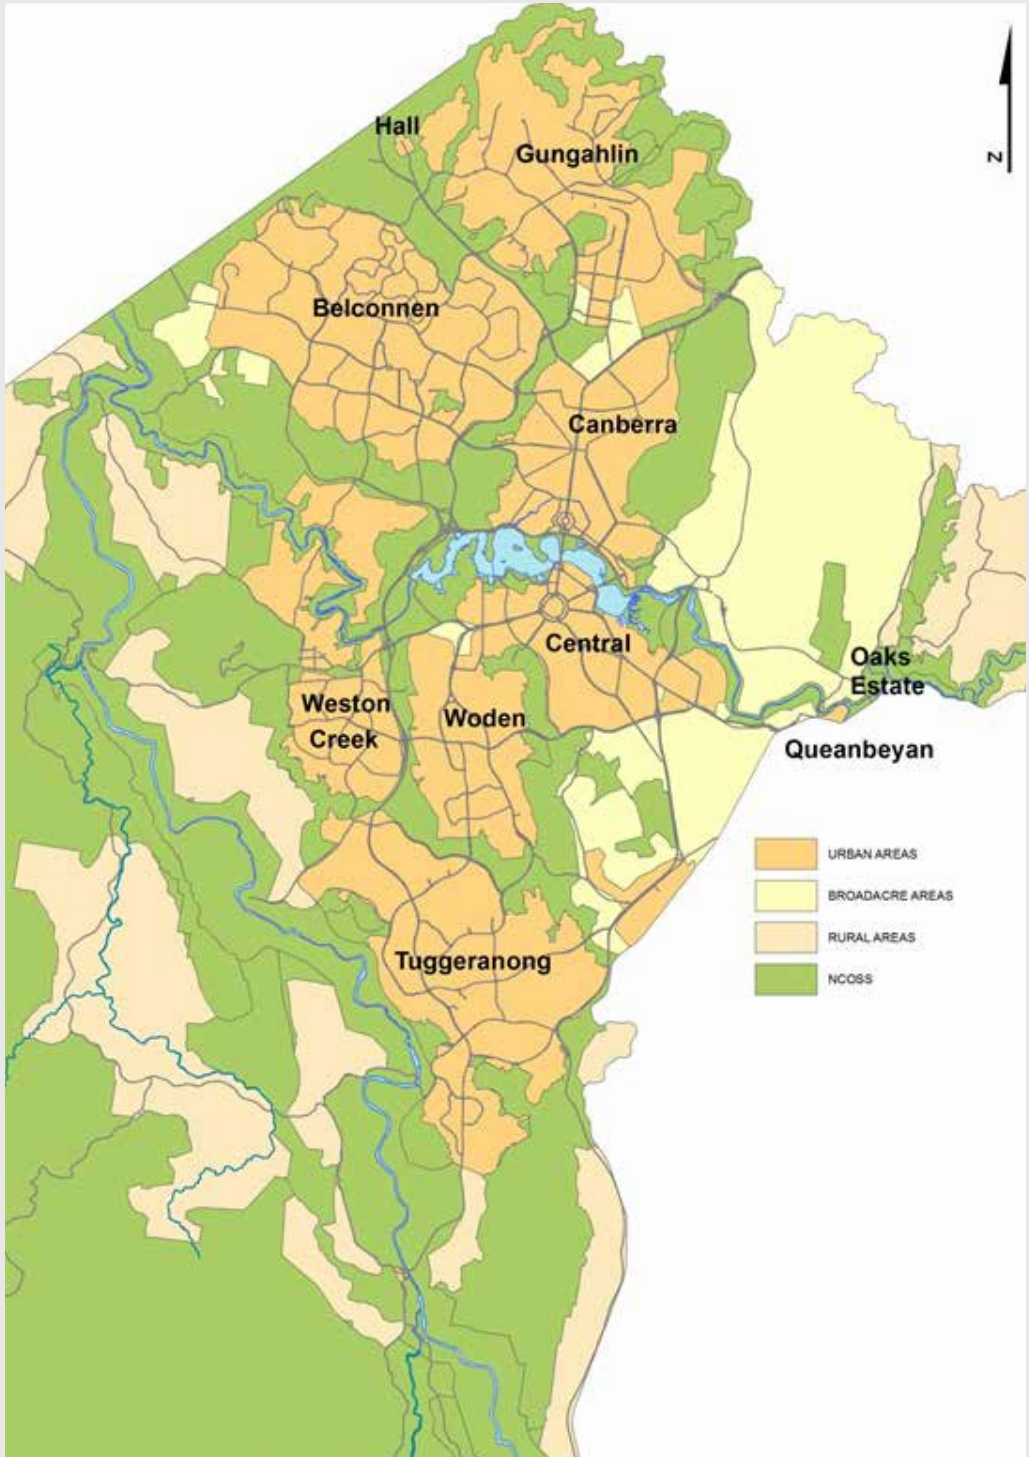 Hall
Gungahlin
N
Belconnen
Canberra
Central
Oaks
Estate
Weston
Creek
Woden
Queanbeyan
URBAN AREAS
BROADACRE AREAS
RURAL AREAS
NCOSS
Tuggeranong